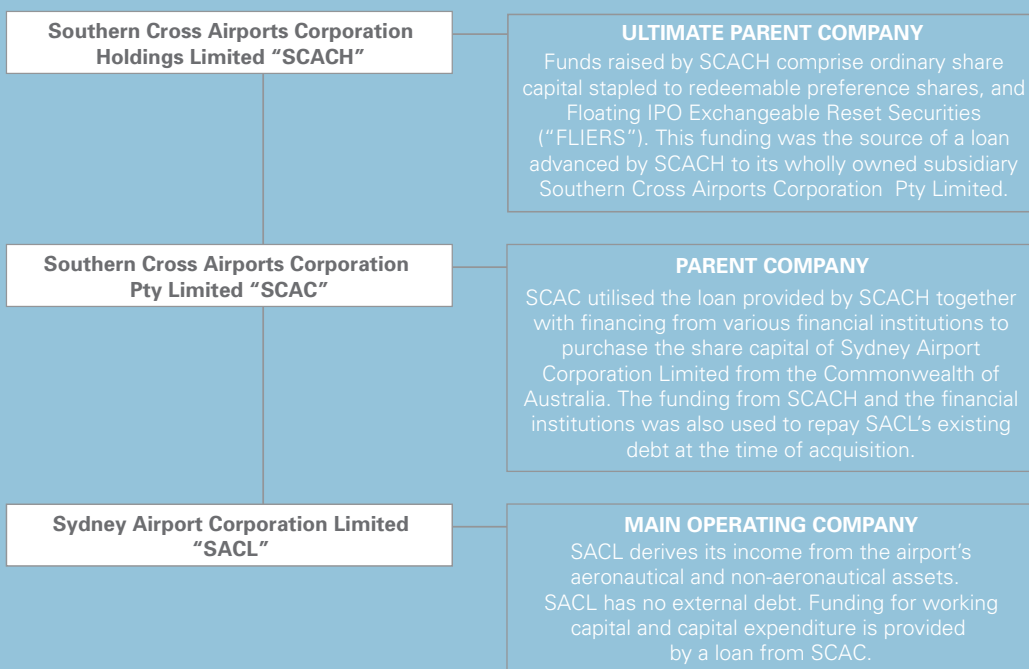 Southern Cross Airports Corporation
Holdings Limited “SCACH”
ULTIMATE PARENT COMPANY
Funds raised by SCACH comprise ordinary share
capital stapled to redeemable preference shares, and
Floating IPO Exchangeable Reset Securities
(“FLIERS”). This funding was the source of a loan
advanced by SCACH to its wholly owned subsidiary
Southern Cross Airports Corporation Pty Limited.
Southern Cross Airports Corporation
Pty Limited “SCAC”
PARENT COMPANY
SCAC utilised the loan provided by SCACH together
with financing from various financial institutions to
purchase the share capital of Sydney Airport
Corporation Limited from the Commonwealth of
Australia. The funding from SCACH and the financial
institutions was also used to repay SACL’s existing
debt at the time of acquisition.
Sydney Airport Corporation Limited
“SACL”
MAIN OPERATING COMPANY
SACL derives its income from the airport’s
aeronautical and non-aeronautical assets.
SACL has no external debt. Funding for working
capital and capital expenditure is provided
by a loan from SCAC.